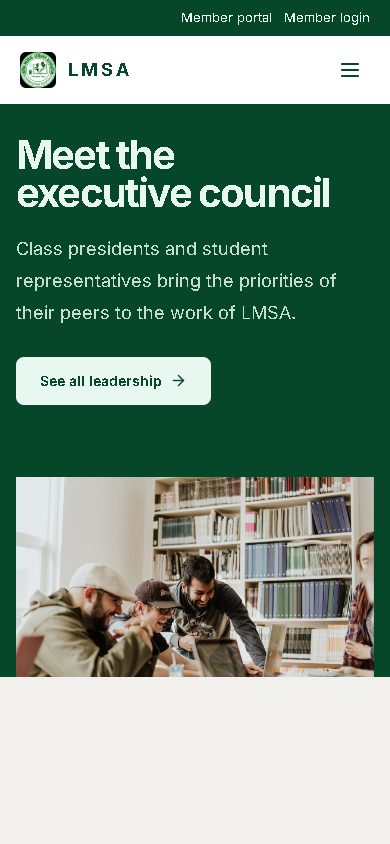 Member portal Member login
LMSA
Meet the
executive council
Class presidents and student
representatives bring the priorities of
their peers to the work of LMSA.
See all leadership